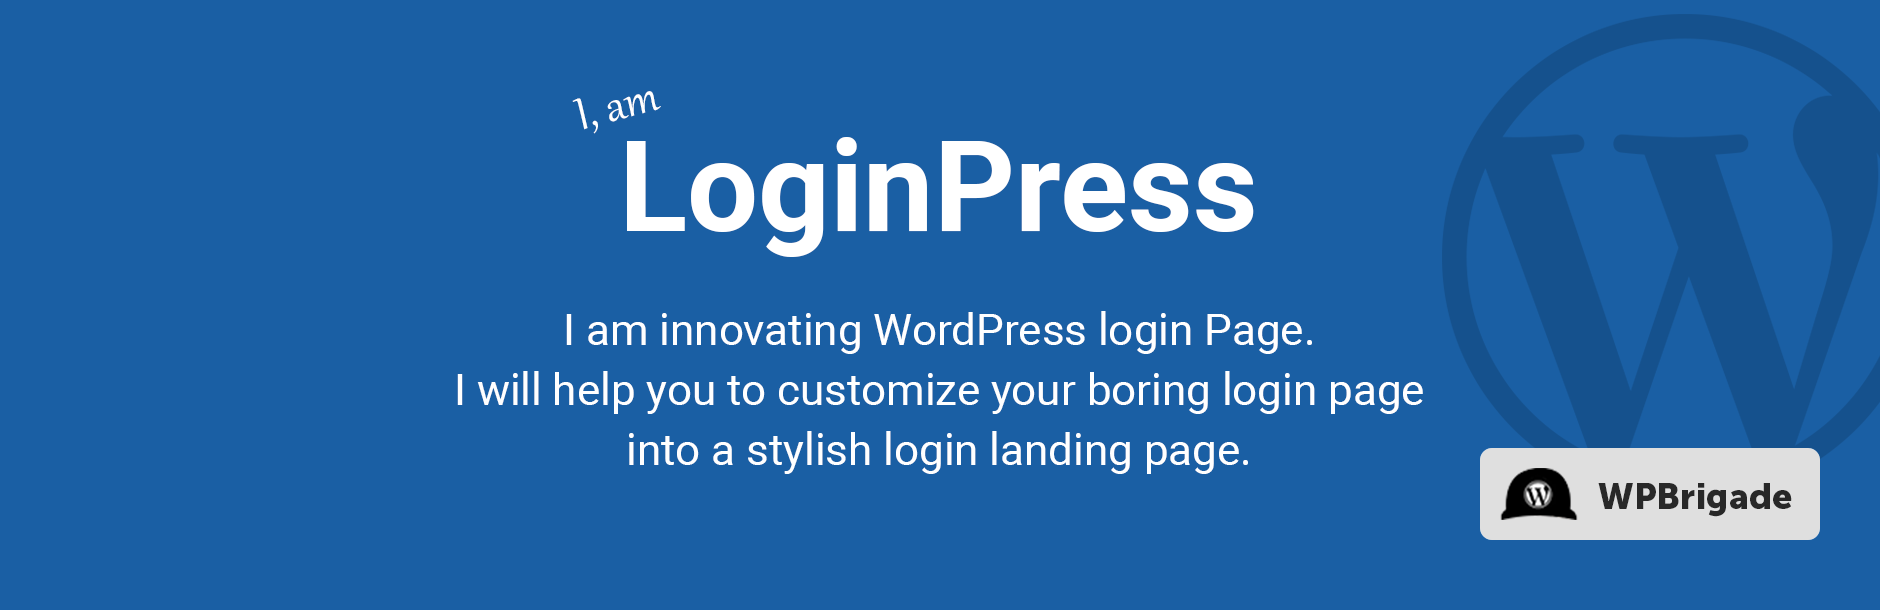 I, am
LoginPress
I am innovating WordPress login Page.
I will help you to customize your boring login page
into a stylish login landing page.
WPBrigade